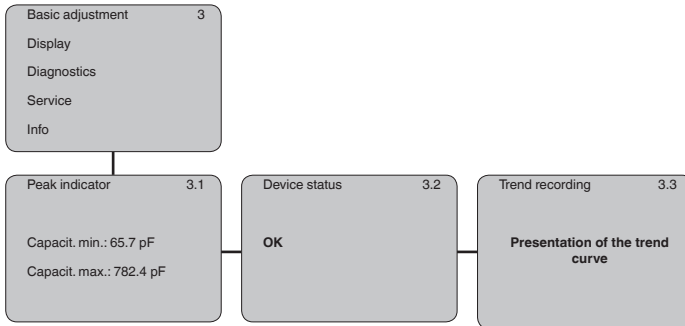 Basic adjustment 3
Display
Diagnostics
Service
Info
Peak indicator 3.1
Capacit. min.: 65.7 pF
Capacit. max.: 782.4 pF
Device status 3.2
OK
Trend recording 3.3
Presentation of the trend
curve